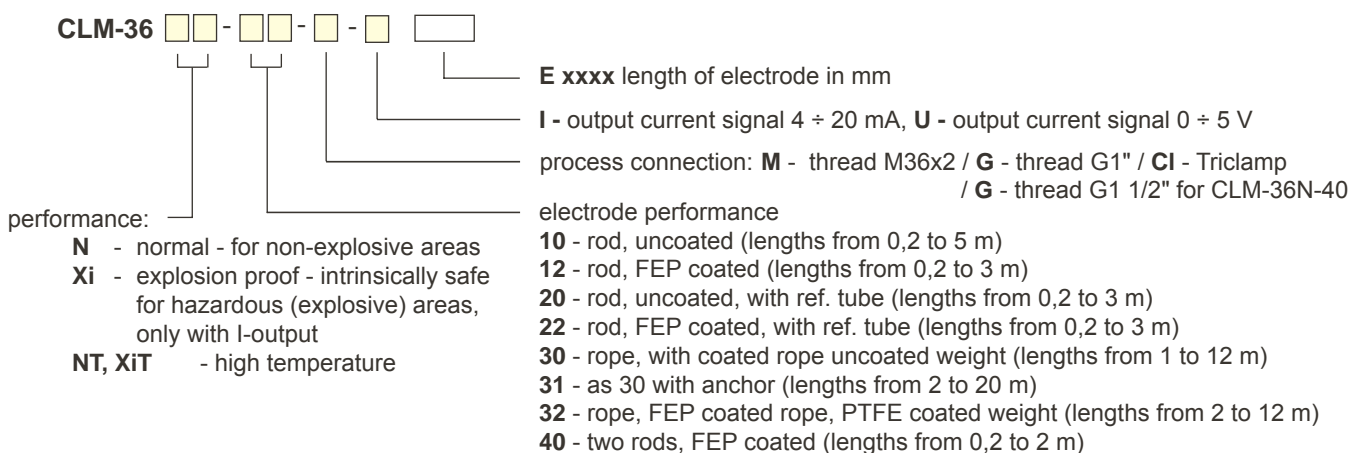 CLM-36 - - -
E xxxx length of electrode in mm
I - output current signal 4 ÷ 20 mA, U - output current signal 0 ÷ 5 V
process connection: M - thread M36x2 / G - thread G1" / Cl - Triclamp
/ G - thread G1 1/2" for CLM-36N-40
performance:
N - normal - for non-explosive areas
Xi - explosion proof - intrinsically safe
for hazardous (explosive) areas,
only with I-output
NT, XiT - high temperature
electrode performance
10 - rod, uncoated (lengths from 0,2 to 5 m)
12 - rod, FEP coated (lengths from 0,2 to 3 m)
20 - rod, uncoated, with ref. tube (lengths from 0,2 to 3 m)
22 - rod, FEP coated, with ref. tube (lengths from 0,2 to 3 m)
30 - rope, with coated rope uncoated weight (lengths from 1 to 12 m)
31 - as 30 with anchor (lengths from 2 to 20 m)
32 - rope, FEP coated rope, PTFE coated weight (lengths from 2 to 12 m)
40 - two rods, FEP coated (lengths from 0,2 to 2 m)